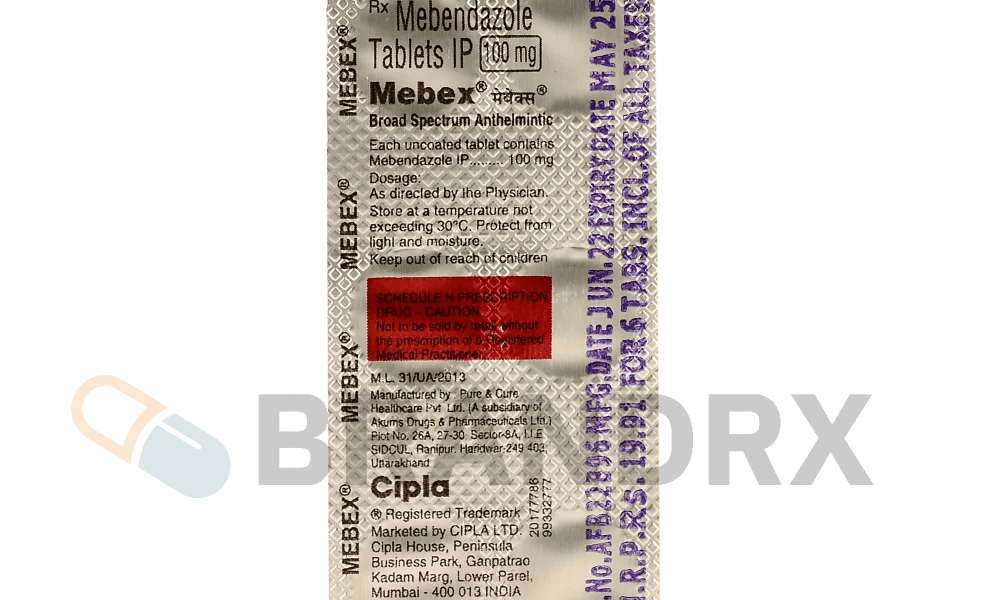 Rx Mebendazole
Tablets IP 100 mg
Mebex® मेबेक्स®
Broad Spectrum Anthelmintic
Each uncoated tablet contains
Mebendazole IP......... 100 mg
Dosage:
As directed by the Physician.
Store at a temperature not
exceeding 30°C. Protect from
light and moisture.
Keep out of reach of children
SCHEDULE H PRESCRIPTION
DRUG - CAUTION
Not to be sold by retail without
the prescription of a Registered
Medical Practitioner.
M.L. 31/UA/2013
Manufactured by : Pure & Cure
Healthcare Pvt. Ltd. (A subsidiary of
Akums Drugs & Pharmaceuticals Ltd.)
Plot No. 26A, 27-30, Sector-8A, I.I.E.
SIDCUL, Ranipur, Haridwar-249 403,
Uttarakhand
Cipla
® Registered Trademark
Marketed by CIPLA LTD.
Cipla House, Peninsula
Business Park, Ganpatrao
Kadam Marg, Lower Parel,
Mumbai - 400 013 INDIA
20177786
99332777
MEBEX®
MEBEX®
MEBEX®
MEBEX®
.No.AFB21896 MFG.DATE JUN.22 EXPIRY DATE MAY 25
.R.P.Rs.19.91 FOR 6 TABS.INCL.OF ALL TAXES
BRANDRX